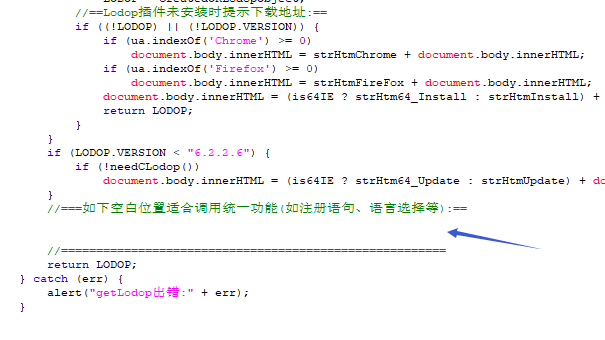 //==Lodop插件未安装时提示下载地址:==
if ((!LODOP) || (!LODOP.VERSION)) {
if (ua.indexOf('Chrome') >= 0)
document.body.innerHTML = strHtmChrome + document.body.innerHTML;
if (ua.indexOf('Firefox') >= 0)
document.body.innerHTML = strHtmFireFox + document.body.innerHTML;
document.body.innerHTML = (is64IE ? strHtm64_Install : strHtmInstall) +
return LODOP;
}
}
if (LODOP.VERSION < "6.2.2.6") {
if (!needCLodop())
document.body.innerHTML = (is64IE ? strHtm64_Update : strHtmUpdate) + do
}
//===如下空白位置适合调用统一功能(如注册语句、语言选择等):==
//=======================================================
return LODOP;
} catch (err) {
alert("getLodop出错:" + err);
}